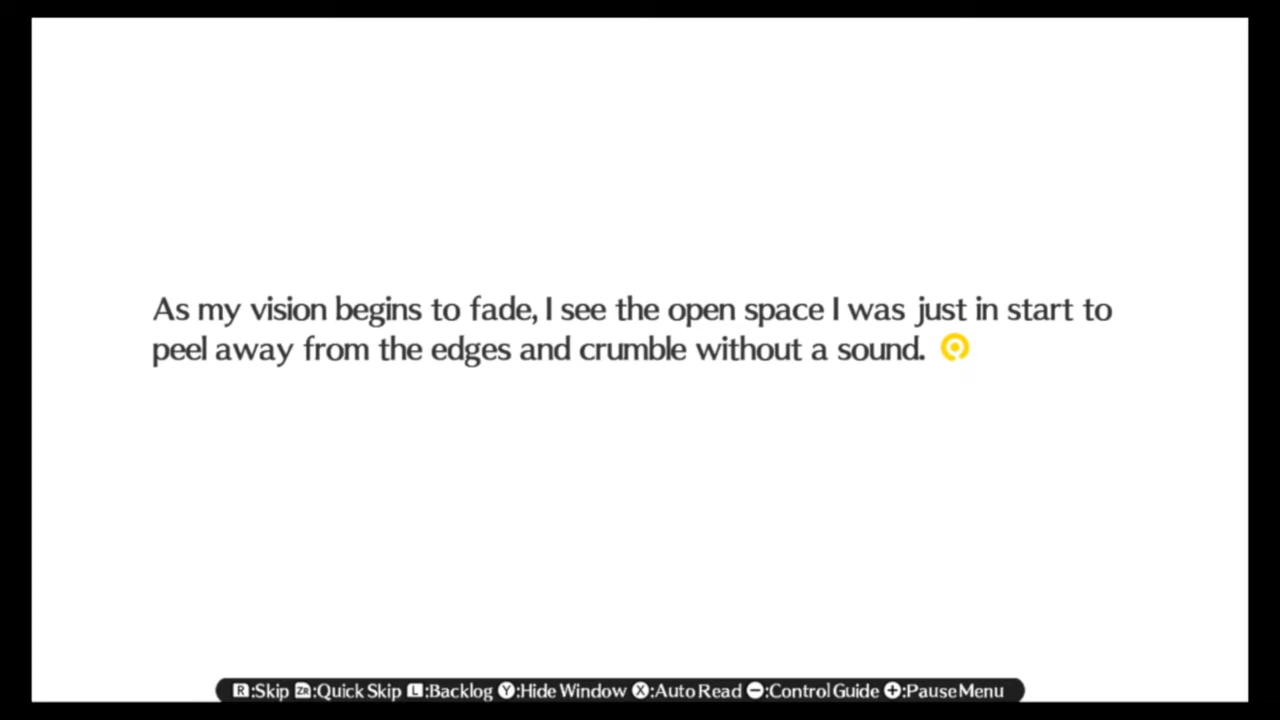 As my vision begins to fade, I see the open space I was just in start to
peel away from the edges and crumble without a sound.
R:Skip ZR:Quick Skip L:Backlog Y:Hide Window X:Auto Read -:Control Guide +:Pause Menu